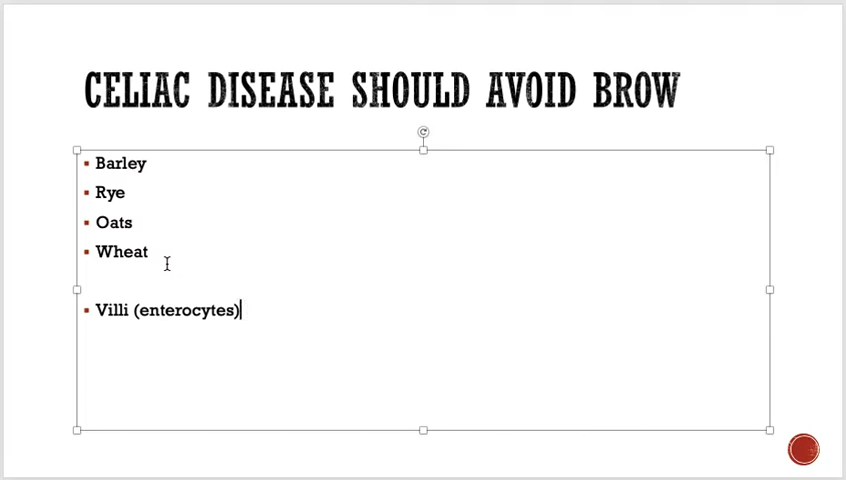 CELIAC DISEASE SHOULD AVOID BROW
Barley
Rye
Oats
Wheat
Villi (enterocytes)